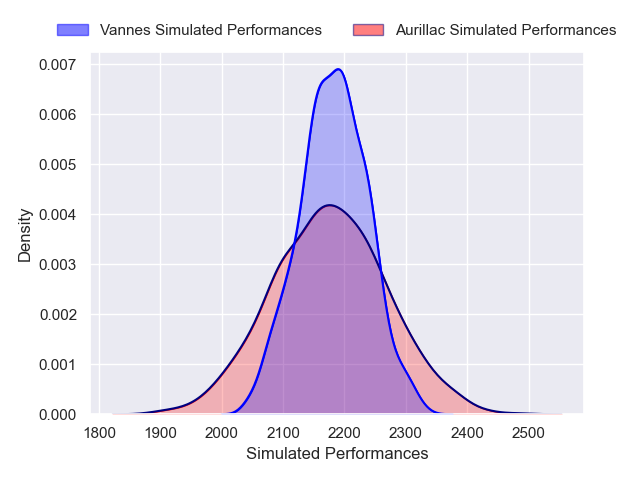 Vannes Simulated Performances Aurillac Simulated Performances
0.007
0.006
0.005
0.004
0.003
0.002
0.001
0.000
Density
1800 1900 2000 2100 2200 2300 2400 2500
Simulated Performances